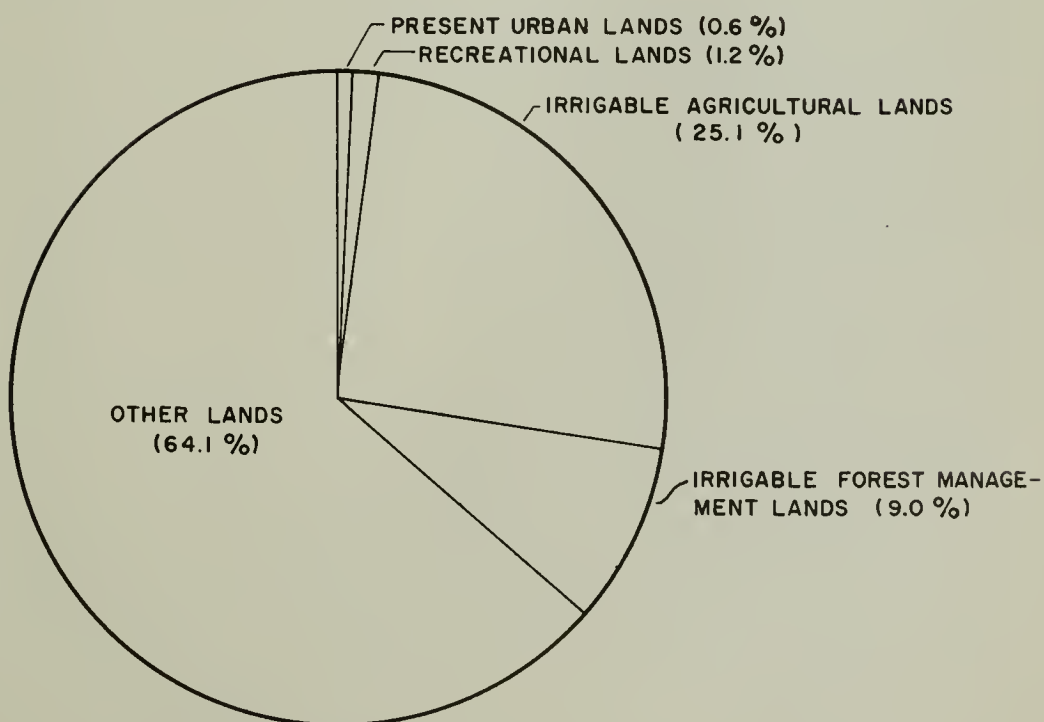 PRESENT URBAN LANDS (0.6 %)
RECREATIONAL LANDS (1.2 %)
IRRIGABLE AGRICULTURAL LANDS
(25.1 %)
OTHER LANDS
(64.1 %)
IRRIGABLE FOREST MANAGE-
MENT LANDS (9.0 %)